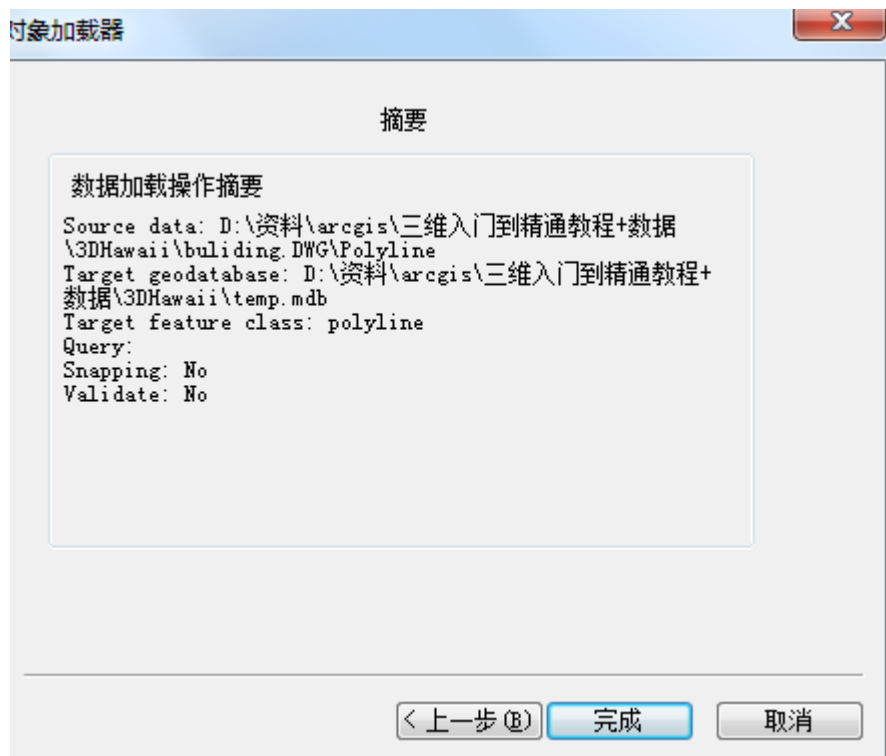 对象加载器
摘要
数据加载操作摘要
Source data: D:\资料\arcgis\三维入门到精通教程+数据
\3DHawaii\buliding.DWG\Polyline
Target geodatabase: D:\资料\arcgis\三维入门到精通教程+
数据\3DHawaii\temp.mdb
Target feature class: polyline
Query:
Snapping: No
Validate: No
< 上一步(B) 完成 取消